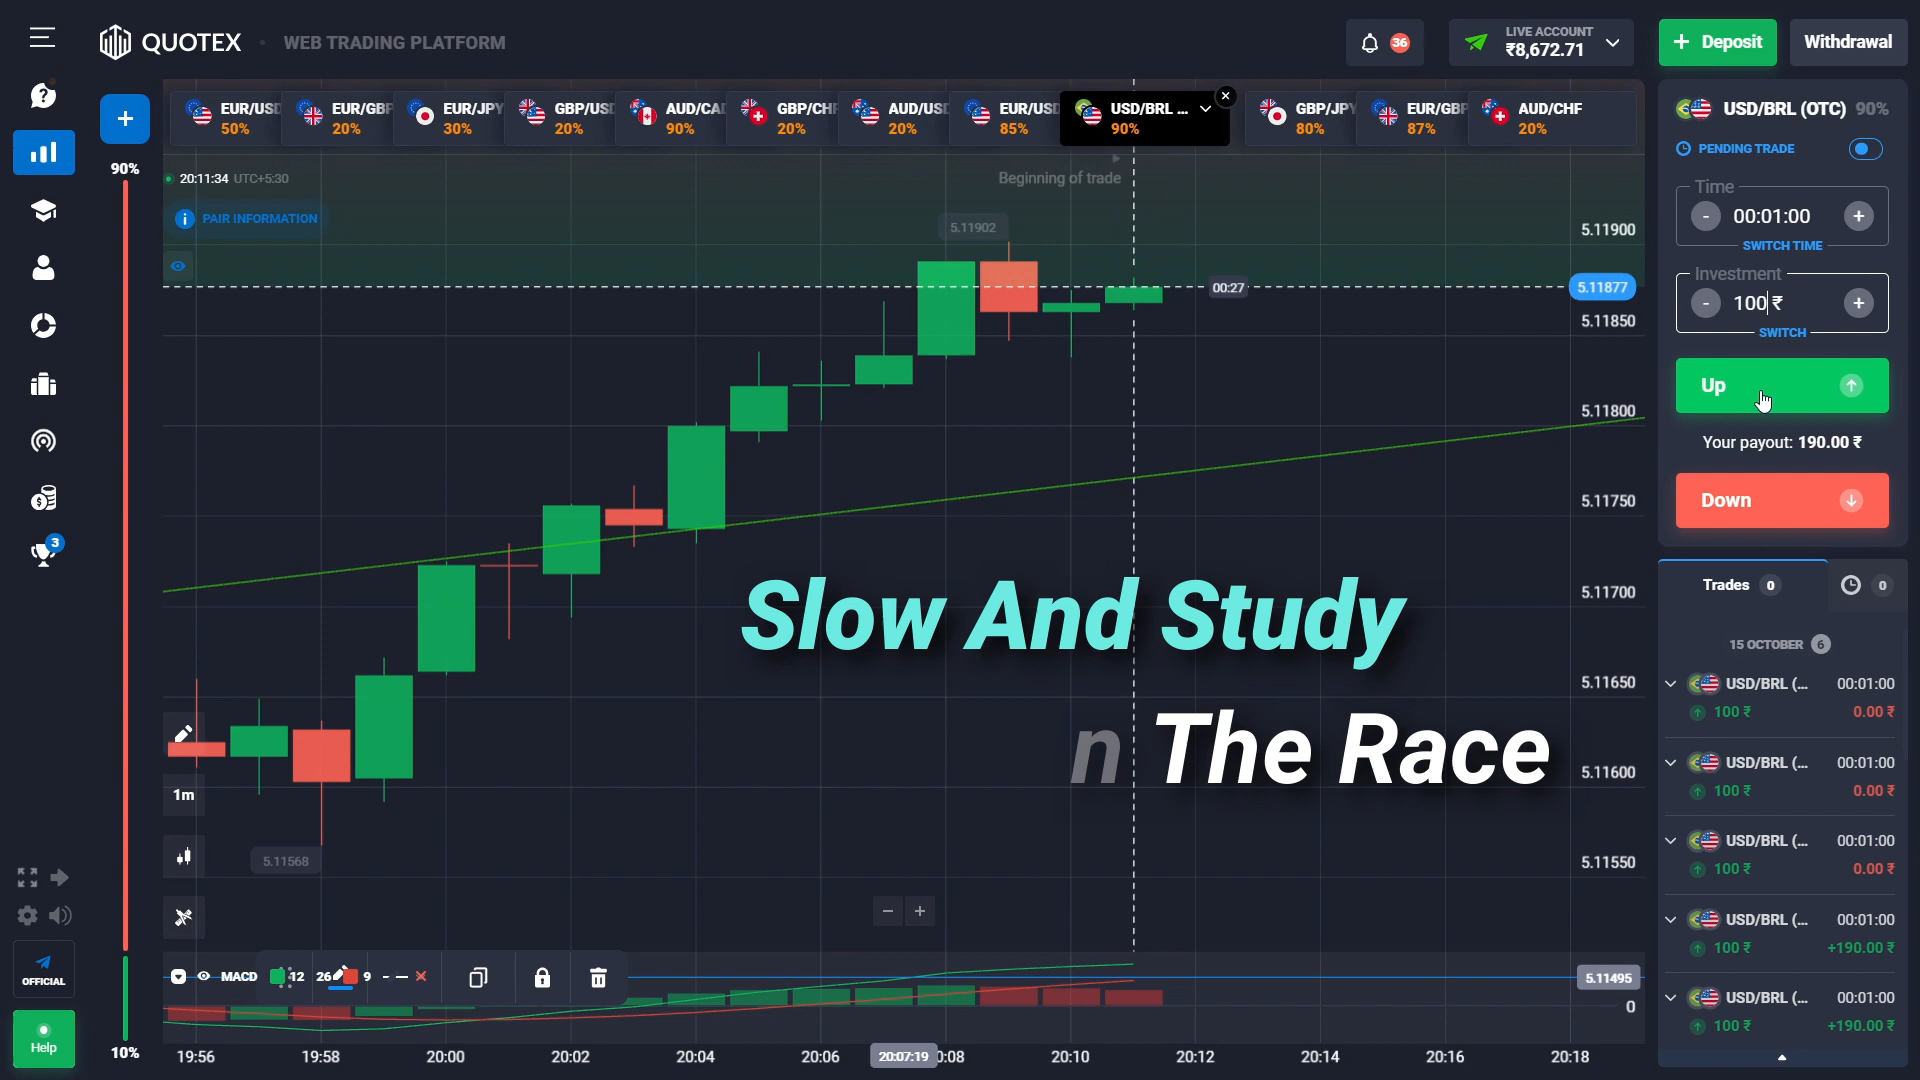 QUOTEX
WEB TRADING PLATFORM
36
LIVE ACCOUNT
₹8,672.71
+ Deposit
Withdrawal
+
EUR/USD
50%
EUR/GBP
20%
EUR/JPY
30%
GBP/USD
20%
AUD/CAD
90%
GBP/CHF
20%
AUD/USD
20%
EUR/USD
85%
USD/BRL ...
90%
GBP/JPY
80%
EUR/GBP
87%
AUD/CHF
20%
90%
20:11:34 UTC+5:30
PAIR INFORMATION
Beginning of trade
5.11902
00:27
5.11900
5.11877
5.11850
5.11800
5.11750
5.11700
5.11650
5.11600
5.11550
5.11495
0
Slow And Study
n The Race
1m
5.11568
MACD 12 26 9
19:56
19:58
20:00
20:02
20:04
20:06
20:07:19
0:08
20:10
20:12
20:14
20:16
20:18
3
OFFICIAL
Help
10%
USD/BRL (OTC) 90%
PENDING TRADE
Time
- 00:01:00 +
SWITCH TIME
Investment
- 100 ₹ +
SWITCH
Up
Your payout: 190.00 ₹
Down
Trades 0
0
15 OCTOBER 6
USD/BRL (... 00:01:00
100 ₹ 0.00 ₹
USD/BRL (... 00:01:00
100 ₹ 0.00 ₹
USD/BRL (... 00:01:00
100 ₹ 0.00 ₹
USD/BRL (... 00:01:00
100 ₹ +190.00 ₹
USD/BRL (... 00:01:00
100 ₹ +190.00 ₹